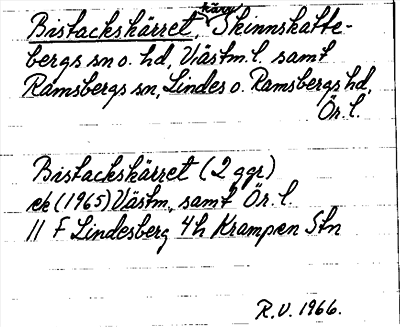 Bistackskärret, kärr, Skinnskatte-
bergs sn o. hd, Västm. l. samt
Ramsbergs sn, Lindes o. Ramsbergs hd,
Ör. l.
Bistackskärret (2 ggr)
ek (1965) Västm. samt Ör. l.
11 F Lindesberg 4h Krampen Stn
R.V. 1966.